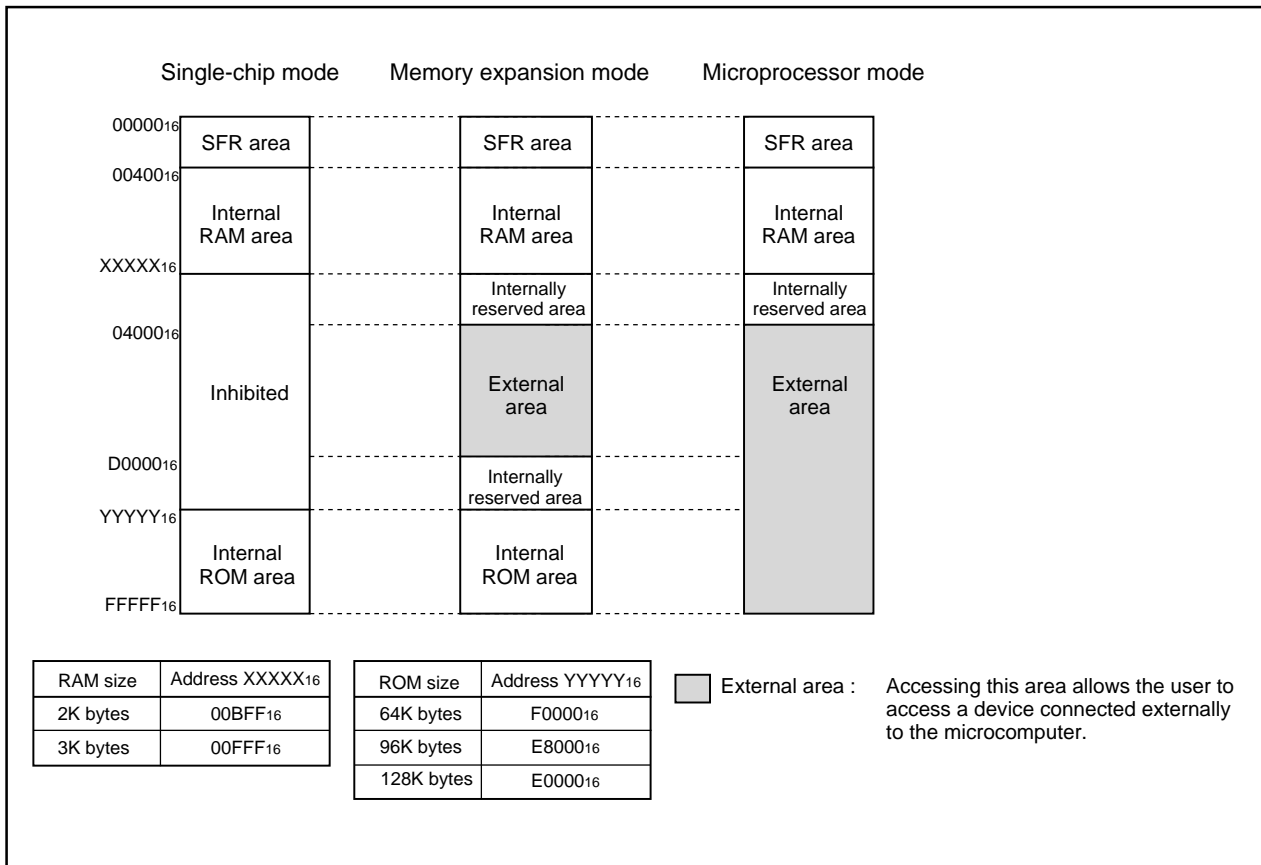 Single-chip mode Memory expansion mode Microprocessor mode
0000016
SFR area SFR area SFR area
0040016
Internal RAM area Internal RAM area Internal RAM area
XXXXX16
Internally reserved area Internally reserved area
0400016
Inhibited External area External area
D000016
Internally reserved area
YYYYY16
Internal ROM area Internal ROM area
FFFFF16
RAM size Address XXXXX16
2K bytes 00BFF16
3K bytes 00FFF16
ROM size Address YYYYY16
64K bytes F000016
96K bytes E800016
128K bytes E000016
External area : Accessing this area allows the user to
access a device connected externally
to the microcomputer.